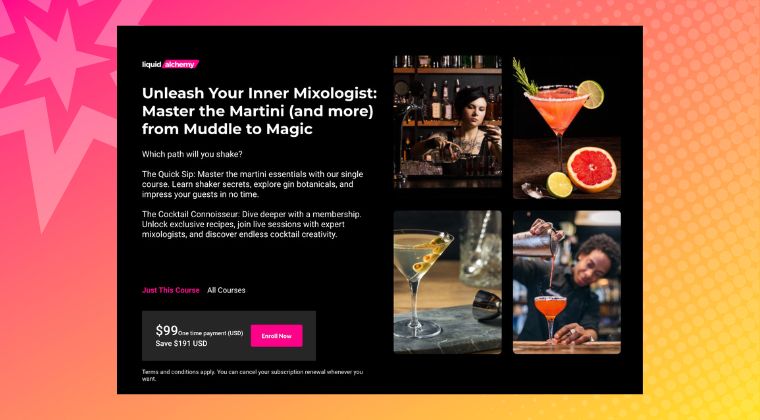 liquid alchemy
Unleash Your Inner Mixologist:
Master the Martini (and more)
from Muddle to Magic
Which path will you shake?
The Quick Sip: Master the martini essentials with our single
course. Learn shaker secrets, explore gin botanicals, and
impress your guests in no time.
The Cocktail Connoisseur: Dive deeper with a membership.
Unlock exclusive recipes, join live sessions with expert
mixologists, and discover endless cocktail creativity.
Just This Course All Courses
$99 One time payment (USD)
Save $191 USD
Enroll Now
Terms and conditions apply. You can cancel your subscription renewal whenever you
want.